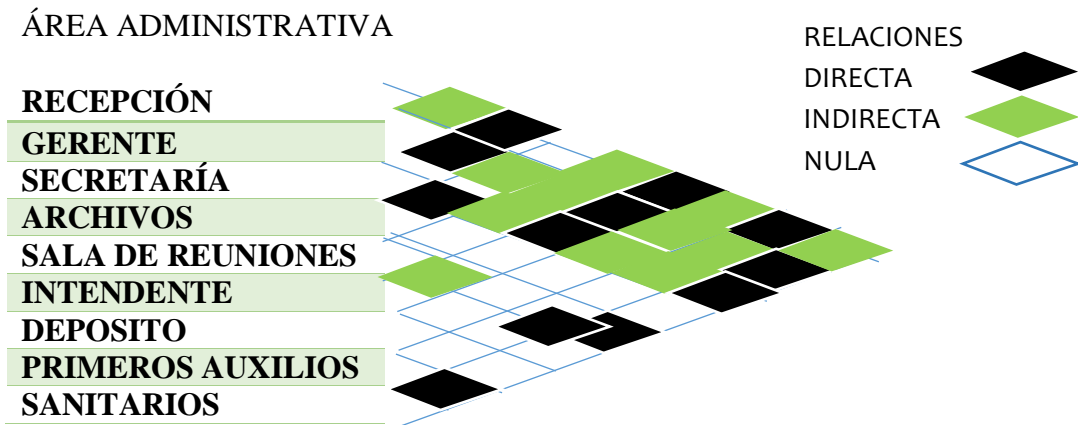 ÁREA ADMINISTRATIVA
RECEPCIÓN
GERENTE
SECRETARÍA
ARCHIVOS
SALA DE REUNIONES
INTENDENTE
DEPOSITO
PRIMEROS AUXILIOS
SANITARIOS
RELACIONES
DIRECTA
INDIRECTA
NULA